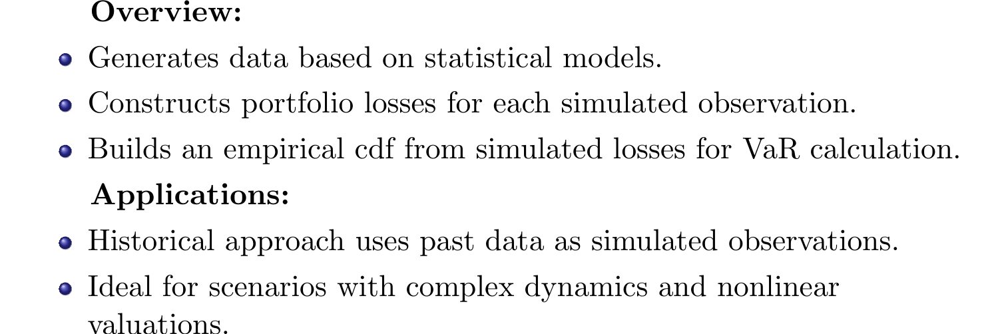 Overview:
Generates data based on statistical models.
Constructs portfolio losses for each simulated observation.
Builds an empirical cdf from simulated losses for VaR calculation.
Applications:
Historical approach uses past data as simulated observations.
Ideal for scenarios with complex dynamics and nonlinear
valuations.